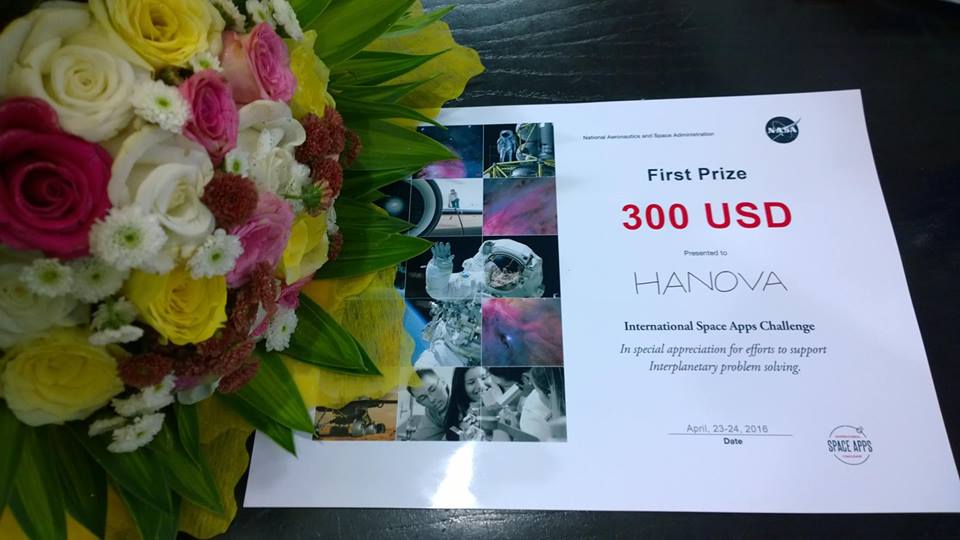 National Aeronautics and Space Administration
NASA
First Prize
300 USD
Presented to
HANOVA
International Space Apps Challenge
In special appreciation for efforts to support
Interplanetary problem solving.
April, 23-24, 2016
Date
SPACE APPS